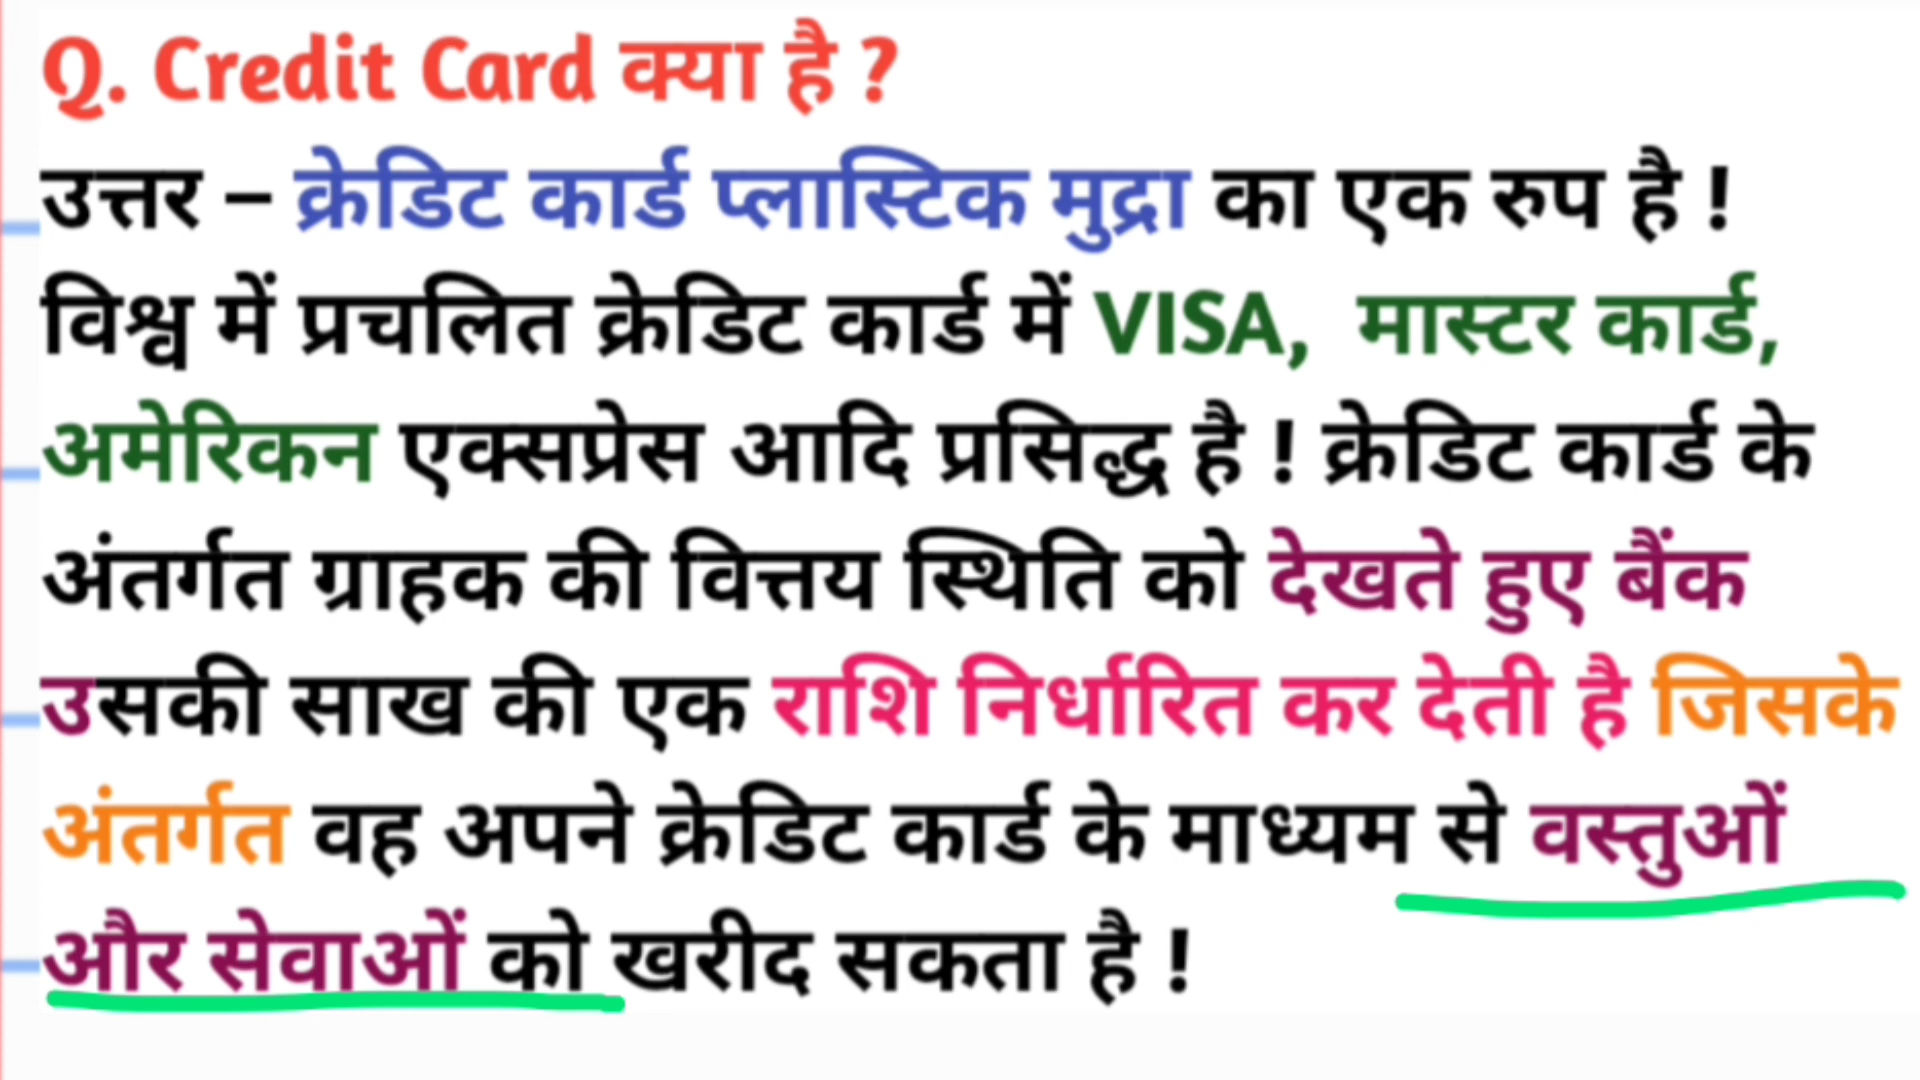 Q. Credit Card क्या है ?
उत्तर – क्रेडिट कार्ड प्लास्टिक मुद्रा का एक रुप है !
विश्व में प्रचलित क्रेडिट कार्ड में VISA, मास्टर कार्ड,
अमेरिकन एक्सप्रेस आदि प्रसिद्ध है ! क्रेडिट कार्ड के
अंतर्गत ग्राहक की वित्तय स्थिति को देखते हुए बैंक
उसकी साख की एक राशि निर्धारित कर देती है जिसके
अंतर्गत वह अपने क्रेडिट कार्ड के माध्यम से वस्तुओं
और सेवाओं को खरीद सकता है !